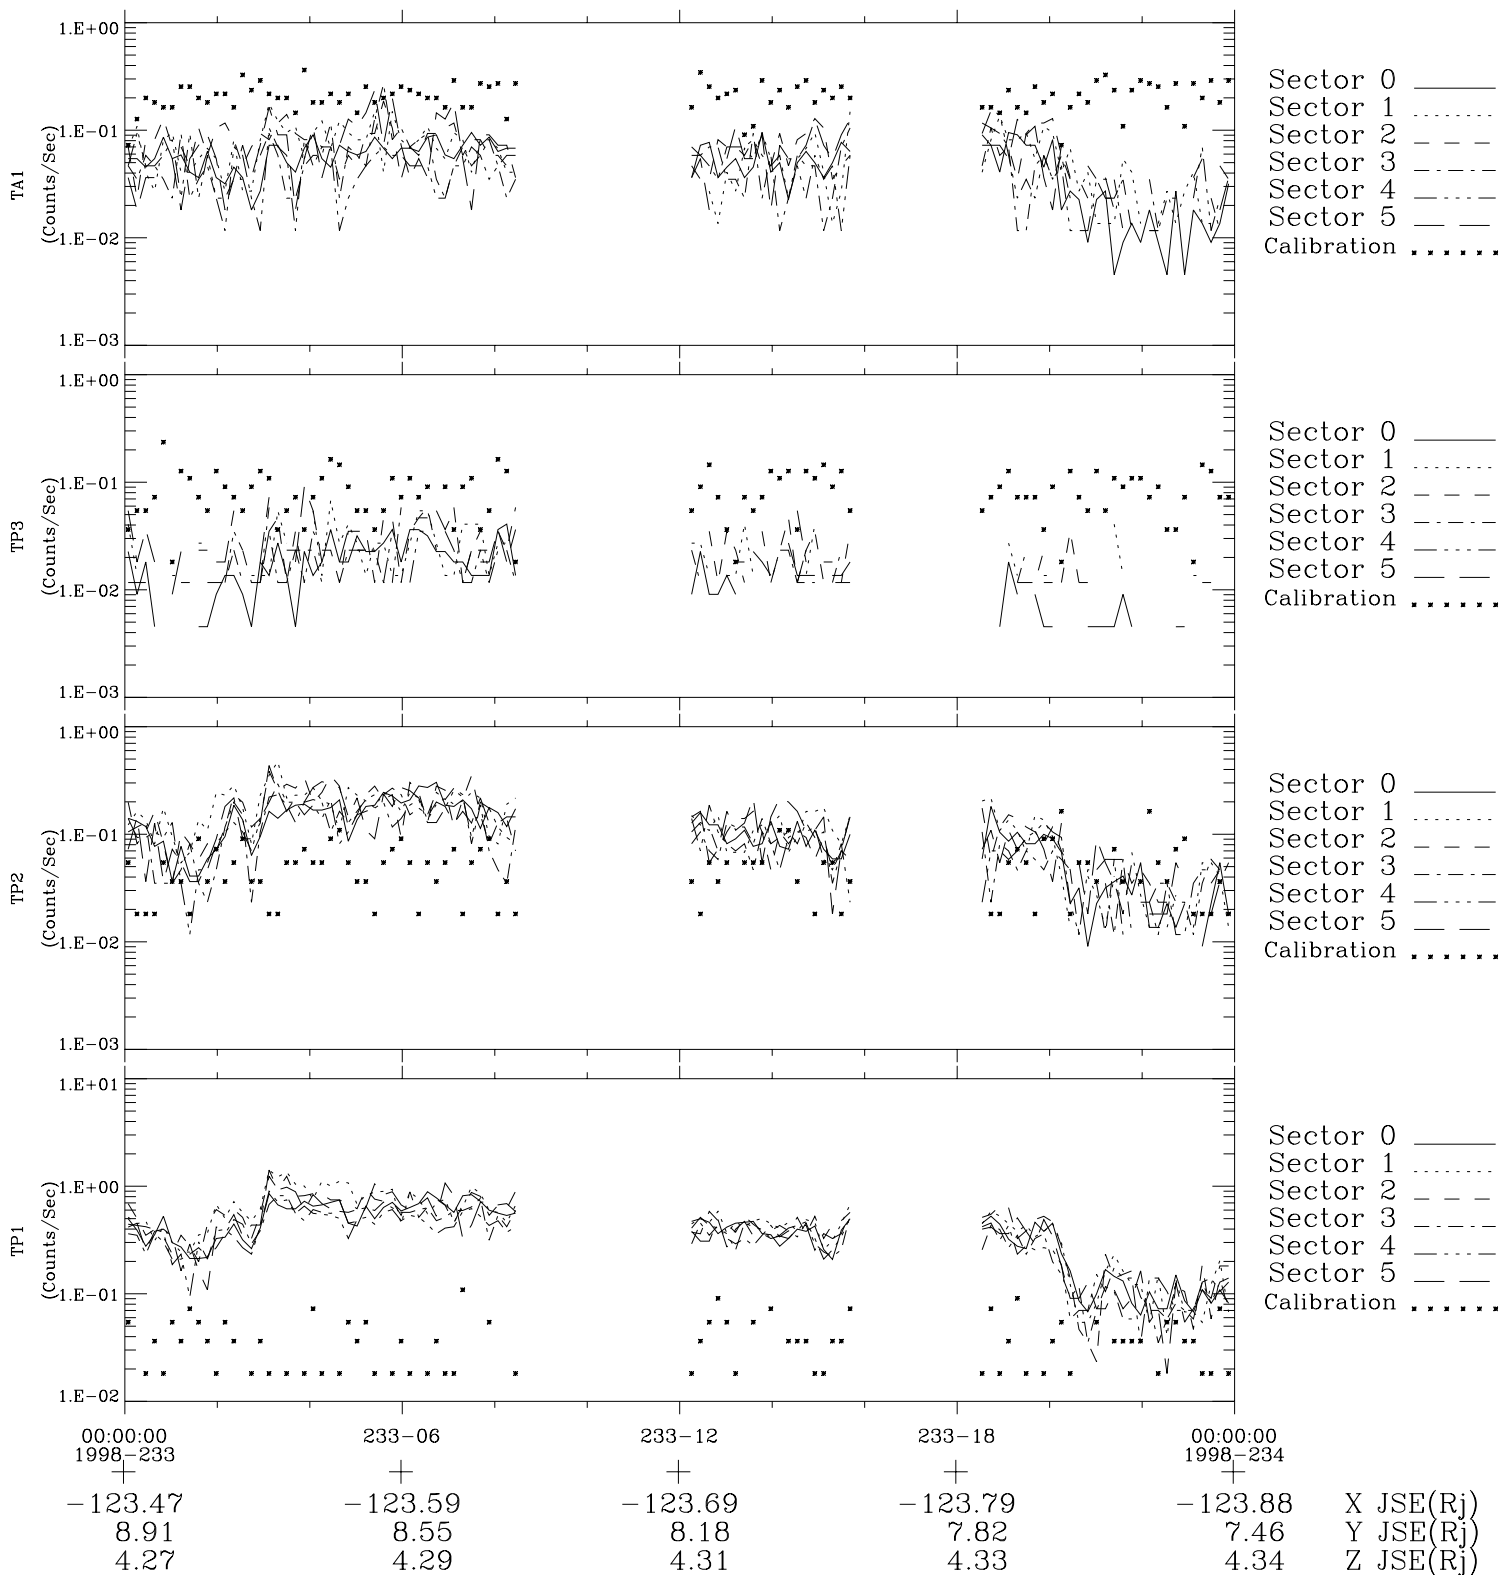 1.E+00
1.E-01
1.E-02
1.E-03
TA1
(Counts/Sec)
Sector 0
Sector 1
Sector 2
Sector 3
Sector 4
Sector 5
Calibration
1.E+00
1.E-01
1.E-02
1.E-03
TP3
(Counts/Sec)
Sector 0
Sector 1
Sector 2
Sector 3
Sector 4
Sector 5
Calibration
1.E+00
1.E-01
1.E-02
1.E-03
TP2
(Counts/Sec)
Sector 0
Sector 1
Sector 2
Sector 3
Sector 4
Sector 5
Calibration
1.E+01
1.E+00
1.E-01
1.E-02
TP1
(Counts/Sec)
Sector 0
Sector 1
Sector 2
Sector 3
Sector 4
Sector 5
Calibration
00:00:00 233-06 233-12 233-18 00:00:00
1998-233 1998-234
-123.47 -123.59 -123.69 -123.79 -123.88 X JSE(Rj)
8.91 8.55 8.18 7.82 7.46 Y JSE(Rj)
4.27 4.29 4.31 4.33 4.34 Z JSE(Rj)